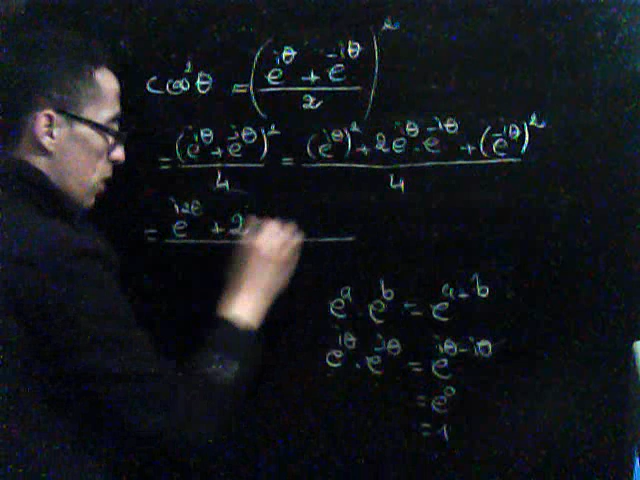 cos²θ = ((e^{iθ} + e^{-iθ})/2)²
= (e^{iθ} + e^{-iθ})²/4 = ((e^{iθ})² + 2e^{iθ}·e^{-iθ} + (e^{-iθ})²)/4
= e^{i2θ} + 2
e^a · e^b = e^{a+b}
e^{iθ} · e^{-iθ} = e^{iθ-iθ}
= e^0
= 1